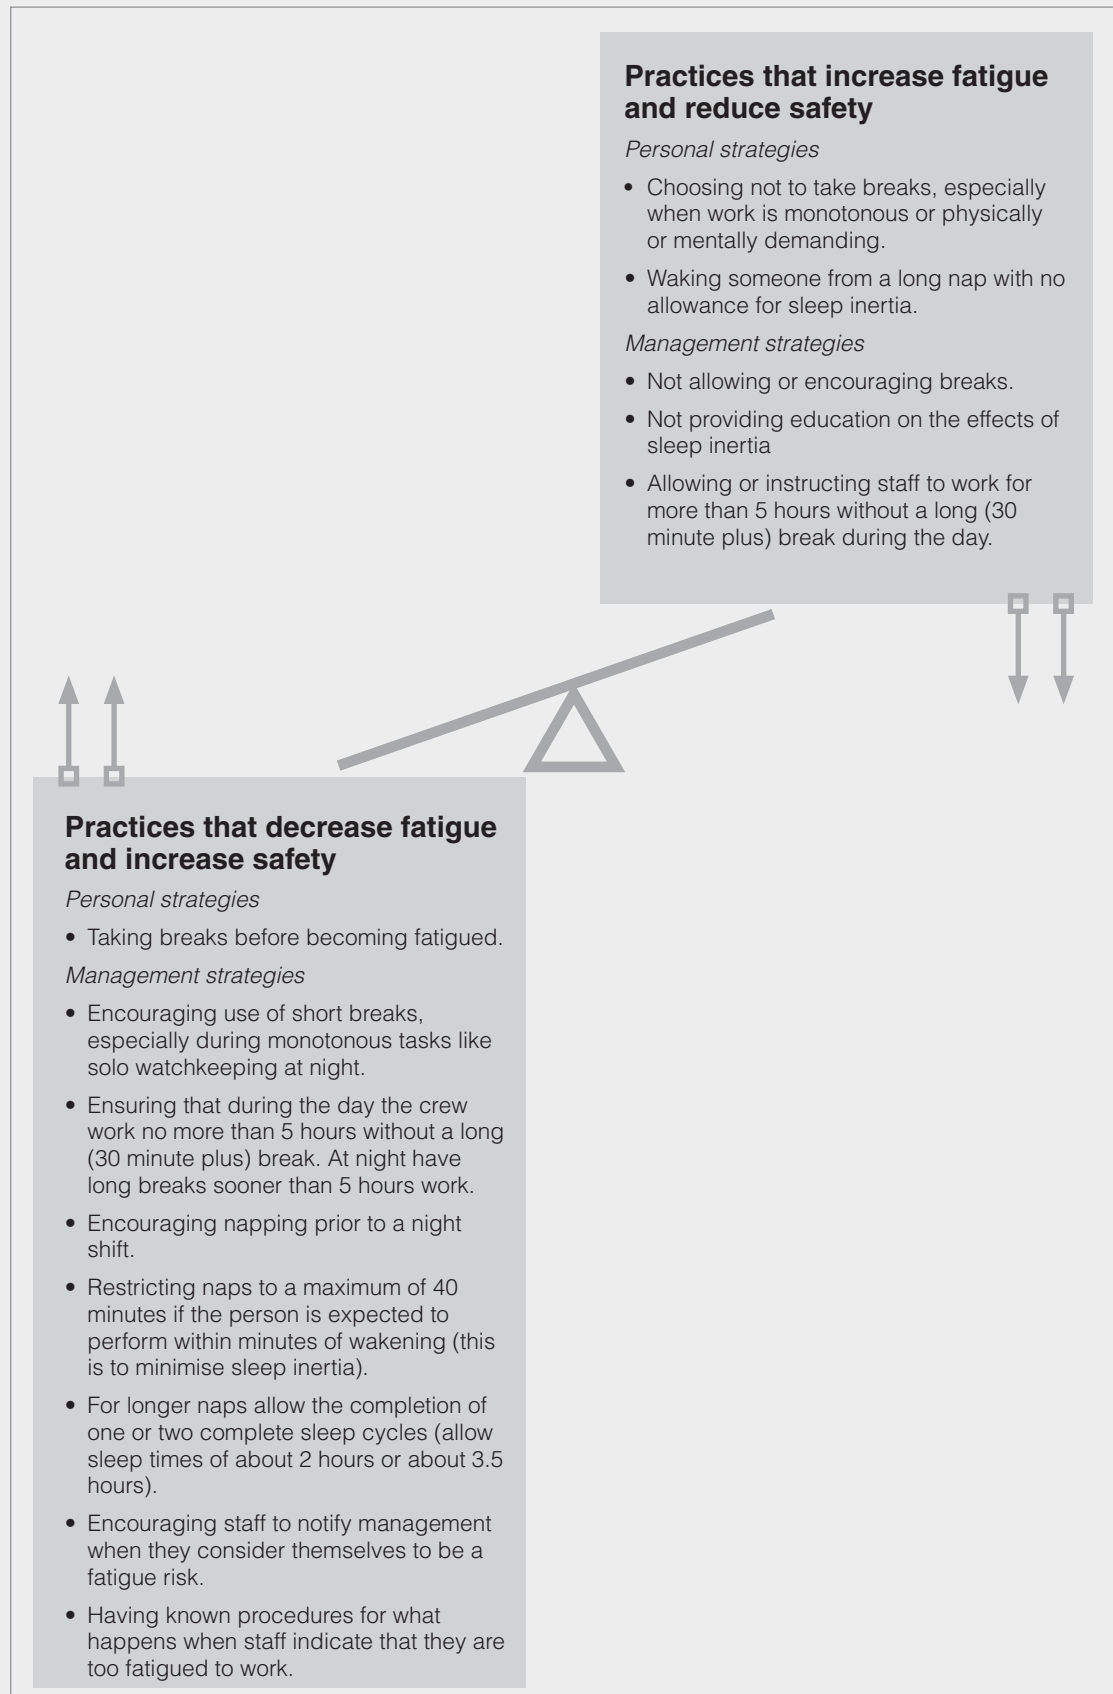 Practices that increase fatigue
and reduce safety
Personal strategies
• Choosing not to take breaks, especially
when work is monotonous or physically
or mentally demanding.
• Waking someone from a long nap with no
allowance for sleep inertia.
Management strategies
• Not allowing or encouraging breaks.
• Not providing education on the effects of
sleep inertia
• Allowing or instructing staff to work for
more than 5 hours without a long (30
minute plus) break during the day.
Practices that decrease fatigue
and increase safety
Personal strategies
• Taking breaks before becoming fatigued.
Management strategies
• Encouraging use of short breaks,
especially during monotonous tasks like
solo watchkeeping at night.
• Ensuring that during the day the crew
work no more than 5 hours without a long
(30 minute plus) break. At night have
long breaks sooner than 5 hours work.
• Encouraging napping prior to a night
shift.
• Restricting naps to a maximum of 40
minutes if the person is expected to
perform within minutes of wakening (this
is to minimise sleep inertia).
• For longer naps allow the completion of
one or two complete sleep cycles (allow
sleep times of about 2 hours or about 3.5
hours).
• Encouraging staff to notify management
when they consider themselves to be a
fatigue risk.
• Having known procedures for what
happens when staff indicate that they are
too fatigued to work.